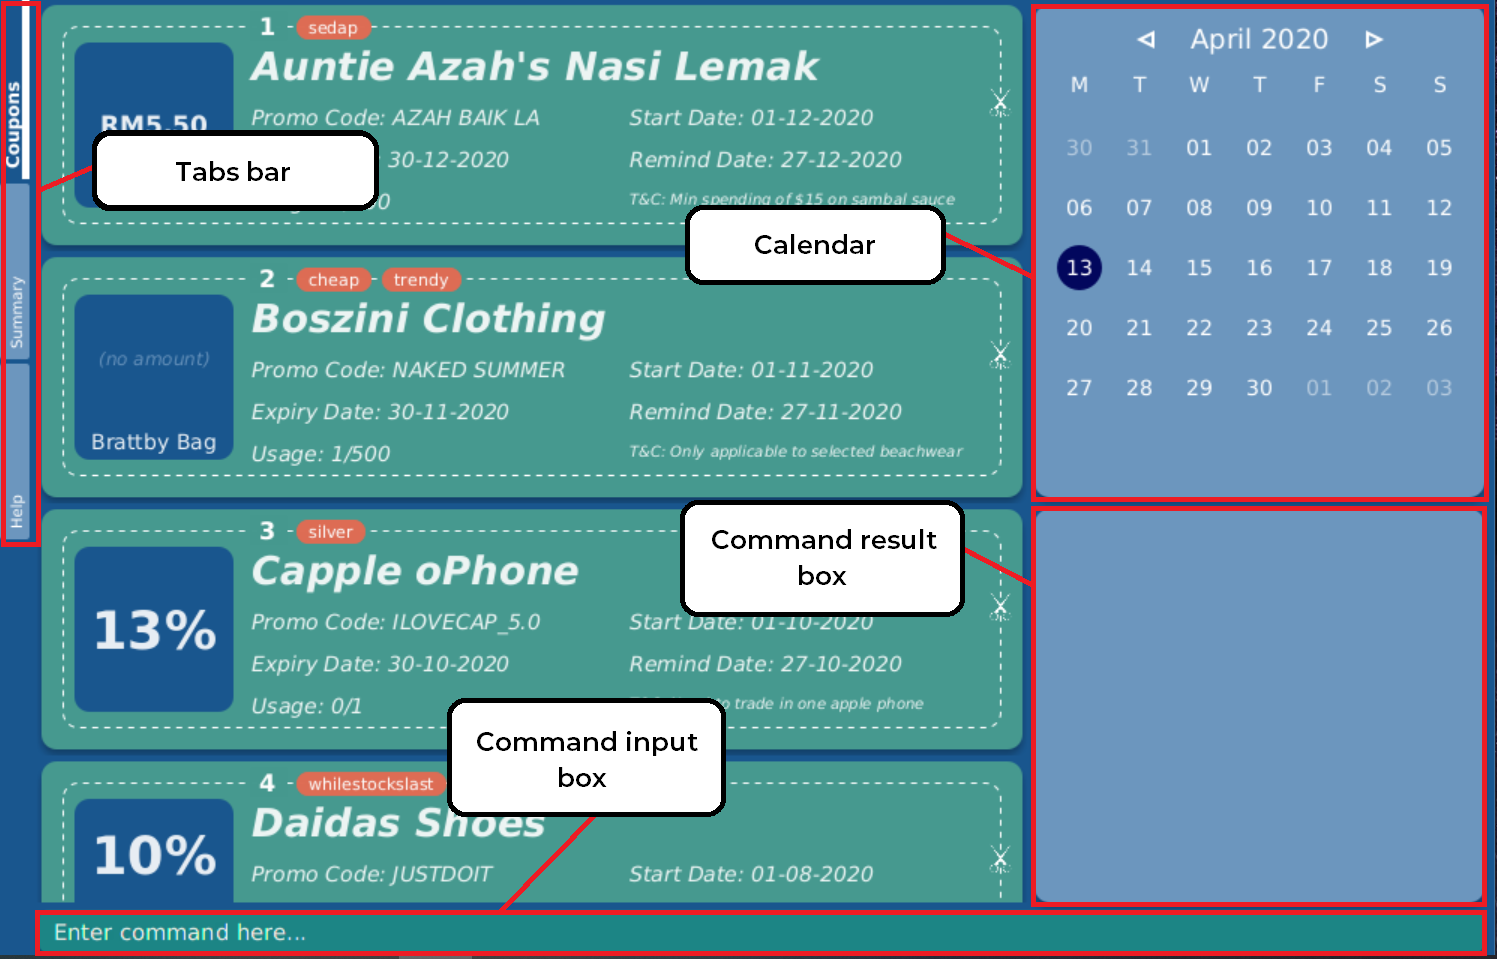 Coupons
Summary
Help
1 sedap
Auntie Azah's Nasi Lemak
RM5.50
Promo Code: AZAH BAIK LA
Start Date: 01-12-2020
30-12-2020
Remind Date: 27-12-2020
T&C: Min spending of $15 on sambal sauce
Tabs bar
Calendar
2 cheap trendy
Boszini Clothing
(no amount)
Brattby Bag
Promo Code: NAKED SUMMER
Start Date: 01-11-2020
Expiry Date: 30-11-2020
Remind Date: 27-11-2020
Usage: 1/500
T&C: Only applicable to selected beachwear
3 silver
Capple oPhone
13%
Promo Code: ILOVECAP_5.0
Start Date: 01-10-2020
Expiry Date: 30-10-2020
Remind Date: 27-10-2020
Usage: 0/1
to trade in one apple phone
Command result
box
Command input
box
4 whilestockslast
Daidas Shoes
10%
Promo Code: JUSTDOIT
Start Date: 01-08-2020
April 2020
M T W T F S S
30 31 01 02 03 04 05
06 07 08 09 10 11 12
13 14 15 16 17 18 19
20 21 22 23 24 25 26
27 28 29 30 01 02 03
Enter command here...